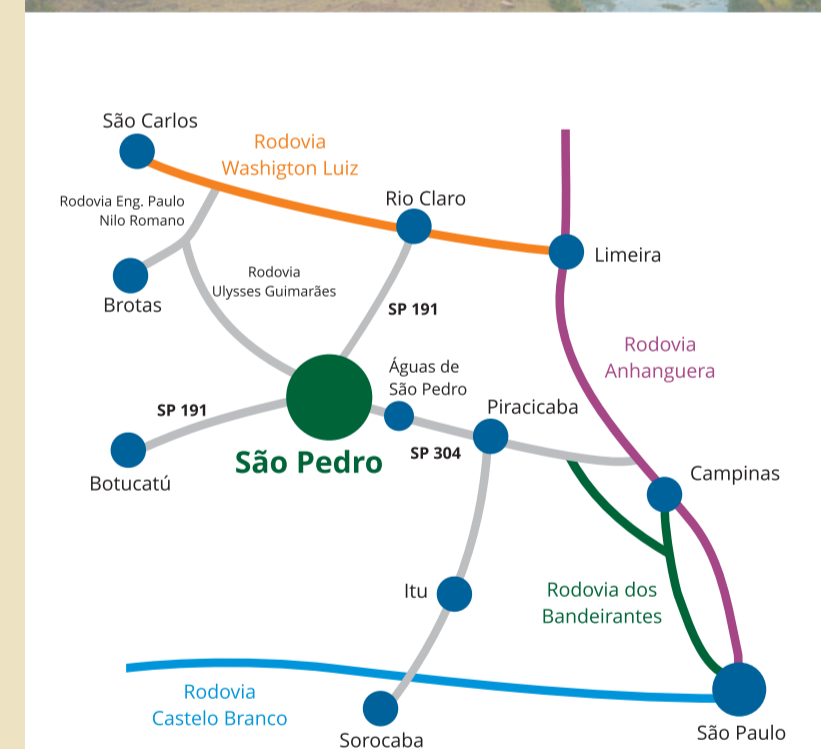 São Carlos
Rodovia
Washigton Luiz
Rodovia Eng. Paulo
Nilo Romano
Rio Claro
Limeira
Brotas
Rodovia
Ulysses Guimarães
SP 191
Rodovia
Anhanguera
Águas de
São Pedro
SP 191
Piracicaba
São Pedro
SP 304
Botucatú
Campinas
Itu
Rodovia dos
Bandeirantes
Rodovia
Castelo Branco
Sorocaba
São Paulo